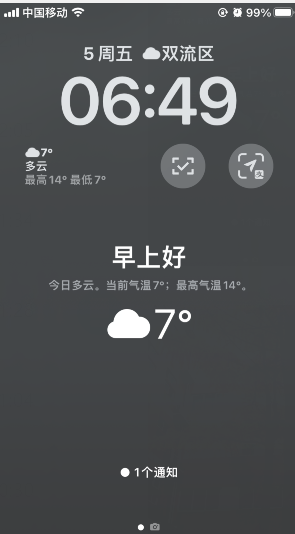 中国移动 99%
5 周五 双流区
06:49
7°
多云
最高14° 最低7°
早上好
今日多云。当前气温7°；最高气温14°。
7°
1个通知